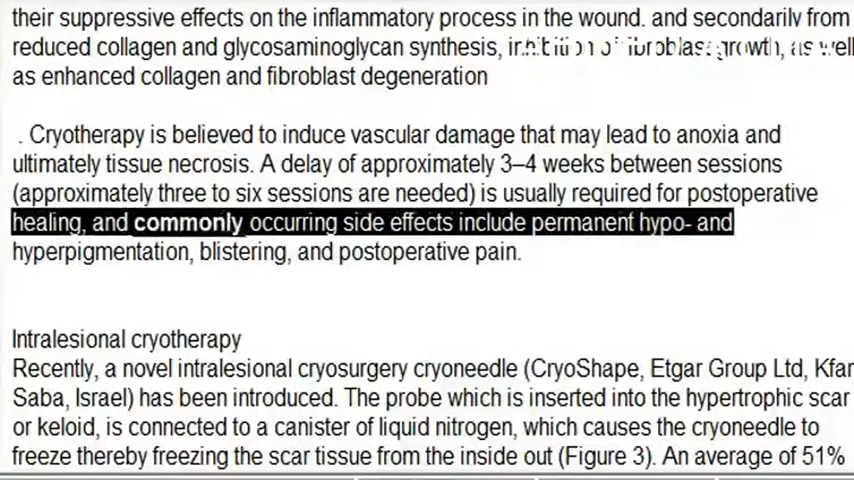 their suppressive effects on the inflammatory process in the wound. and secondarily from
reduced collagen and glycosaminoglycan synthesis, inhibition of fibroblast growth, as well
as enhanced collagen and fibroblast degeneration
. Cryotherapy is believed to induce vascular damage that may lead to anoxia and
ultimately tissue necrosis. A delay of approximately 3–4 weeks between sessions
(approximately three to six sessions are needed) is usually required for postoperative
healing, and commonly occurring side effects include permanent hypo- and
hyperpigmentation, blistering, and postoperative pain.
Intralesional cryotherapy
Recently, a novel intralesional cryosurgery cryoneedle (CryoShape, Etgar Group Ltd, Kfar
Saba, Israel) has been introduced. The probe which is inserted into the hypertrophic scar
or keloid, is connected to a canister of liquid nitrogen, which causes the cryoneedle to
freeze thereby freezing the scar tissue from the inside out (Figure 3). An average of 51%